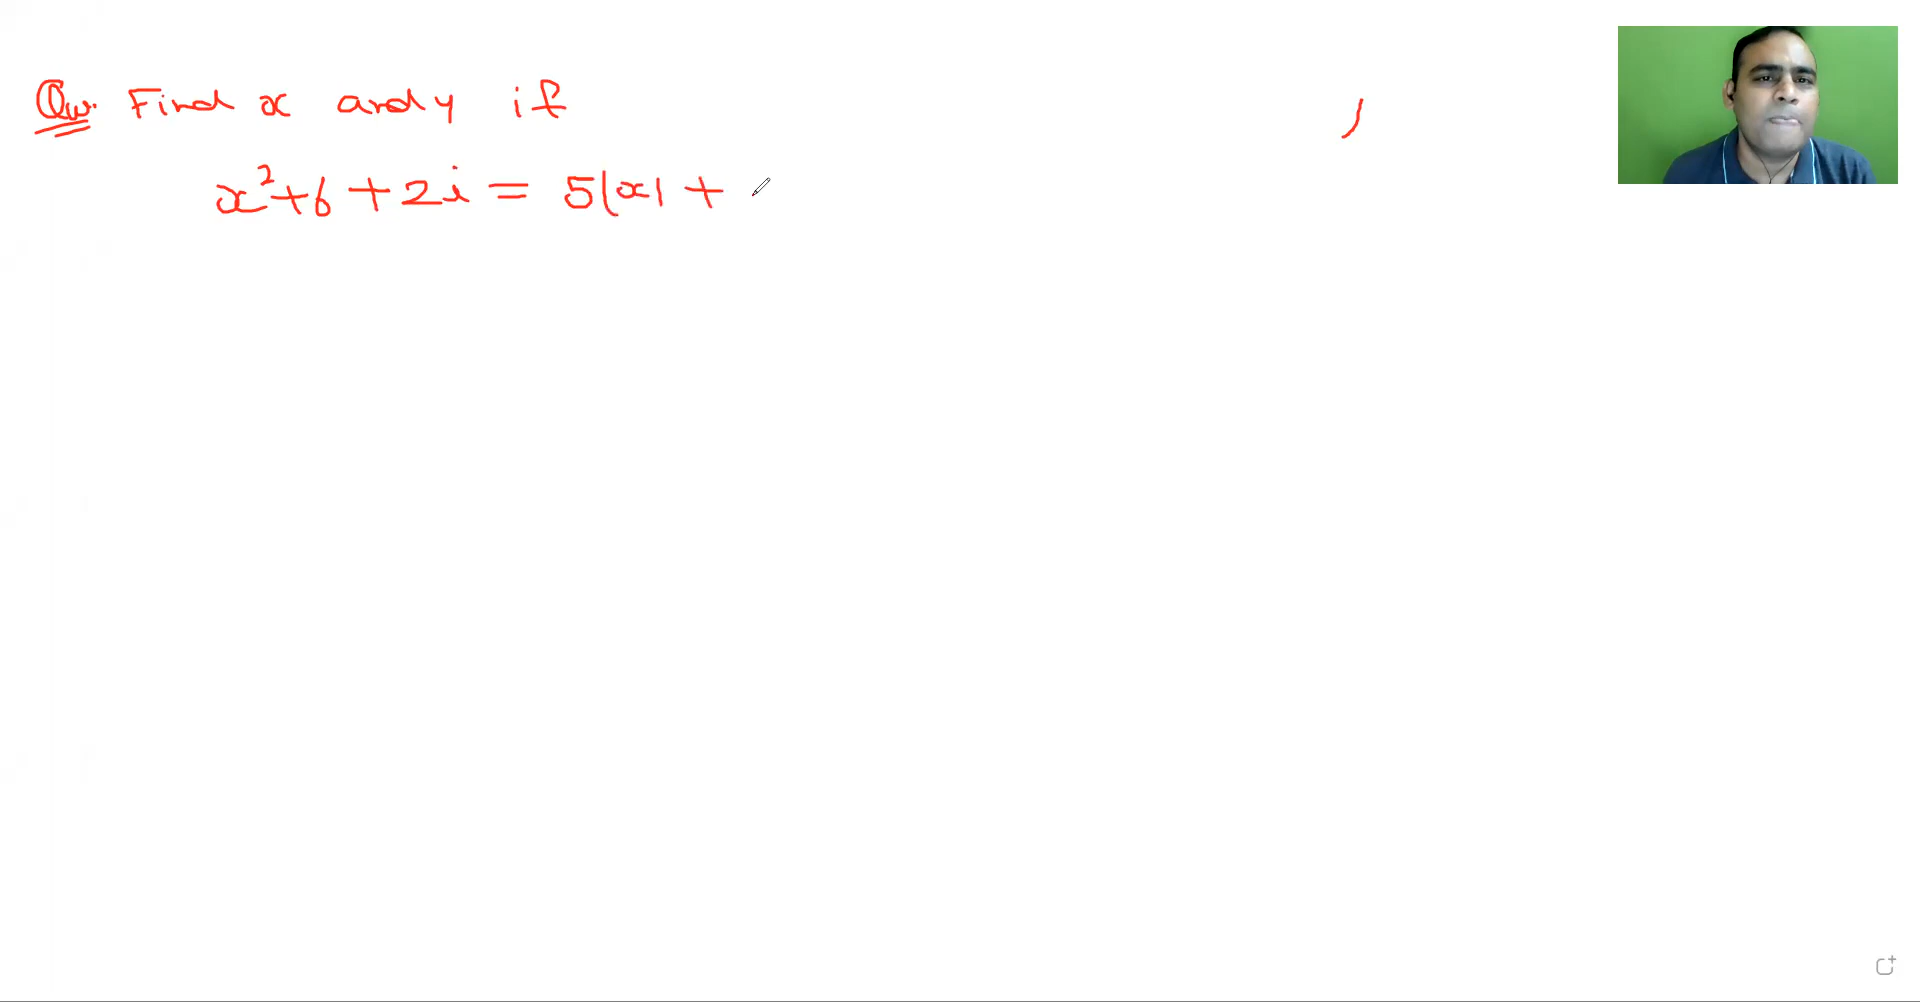 Qu. Find x and y if
x²+6+2i = 5|x| +